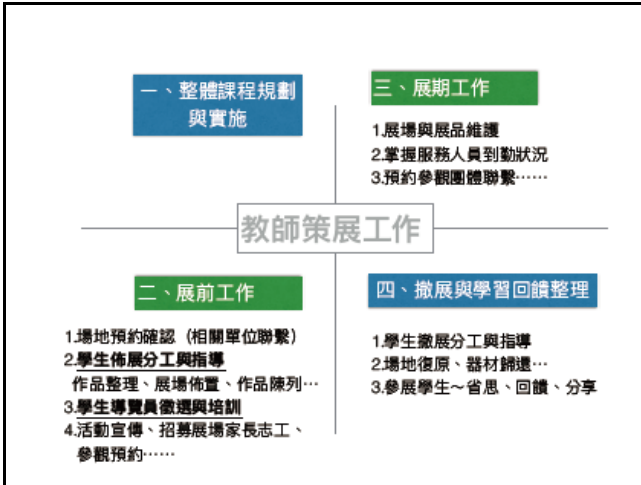 一、整體課程規劃
與實施
三、展期工作
1.展場與展品維護
2.掌握服務人員到勤狀況
3.預約參觀團體聯繫……
教師策展工作
二、展前工作
1.場地預約確認（相關單位聯繫）
2.學生佈展分工與指導
作品整理、展場佈置、作品陳列…
3.學生導覽員徵選與培訓
4.活動宣傳、招募展場家長志工、
參觀預約……
四、撤展與學習回饋整理
1.學生撤展分工與指導
2.場地復原、器材歸還…
3.參展學生～省思、回饋、分享